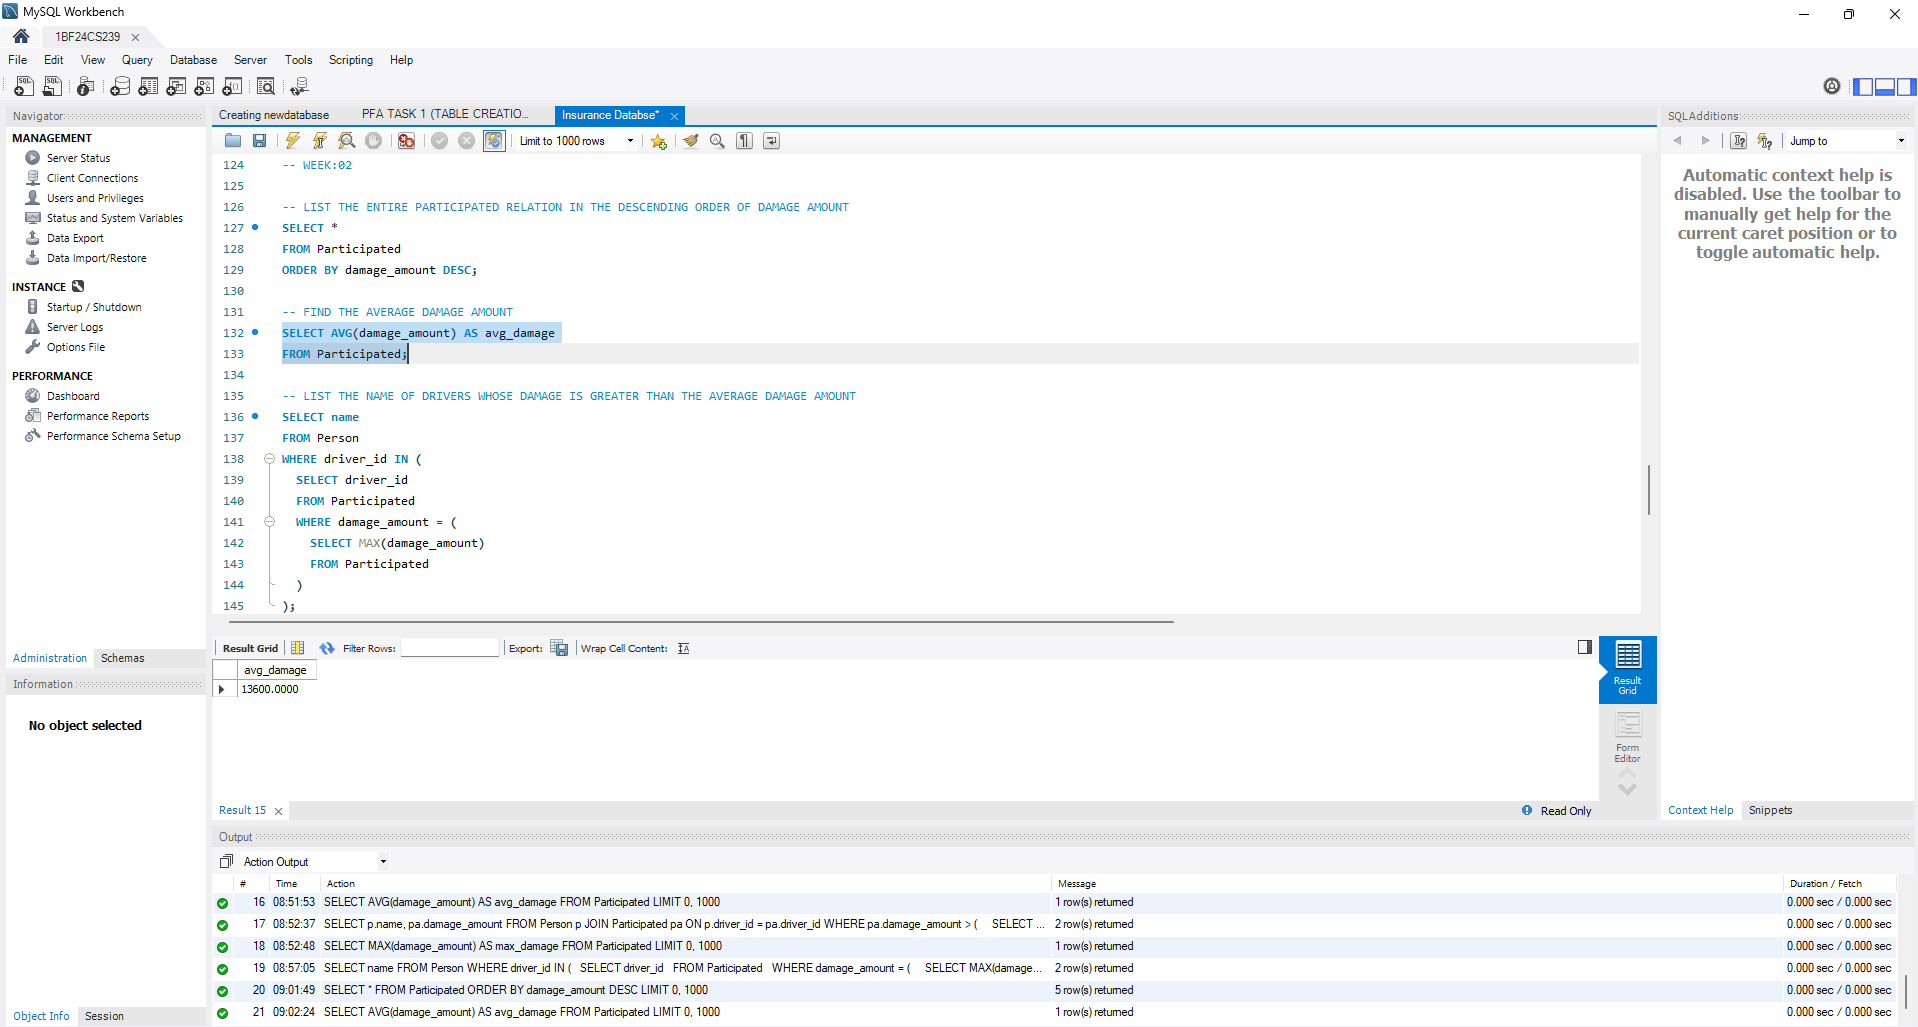 MySQL Workbench
1BF24CS239
File Edit View Query Database Server Tools Scripting Help
Navigator
MANAGEMENT
Server Status
Client Connections
Users and Privileges
Status and System Variables
Data Export
Data Import/Restore
INSTANCE
Startup / Shutdown
Server Logs
Options File
PERFORMANCE
Dashboard
Performance Reports
Performance Schema Setup
Administration Schemas
Information
No object selected
Object Info Session
Creating newdatabase PFA TASK 1 (TABLE CREATIO... Insurance Databse*
Limit to 1000 rows
124 -- WEEK:02
125
126 -- LIST THE ENTIRE PARTICIPATED RELATION IN THE DESCENDING ORDER OF DAMAGE AMOUNT
127 SELECT *
128 FROM Participated
129 ORDER BY damage_amount DESC;
130
131 -- FIND THE AVERAGE DAMAGE AMOUNT
132 SELECT AVG(damage_amount) AS avg_damage
133 FROM Participated;
134
135 -- LIST THE NAME OF DRIVERS WHOSE DAMAGE IS GREATER THAN THE AVERAGE DAMAGE AMOUNT
136 SELECT name
137 FROM Person
138 WHERE driver_id IN (
139 SELECT driver_id
140 FROM Participated
141 WHERE damage_amount = (
142 SELECT MAX(damage_amount)
143 FROM Participated
144 )
145 );
Result Grid Filter Rows: Export: Wrap Cell Content:
avg_damage
13600.0000
Result Grid
Form Editor
Result 15
Read Only
Output
Action Output
# Time Action Message Duration / Fetch
16 08:51:53 SELECT AVG(damage_amount) AS avg_damage FROM Participated LIMIT 0, 1000 1 row(s) returned 0.000 sec / 0.000 sec
17 08:52:37 SELECT p.name, pa.damage_amount FROM Person p JOIN Participated pa ON p.driver_id = pa.driver_id WHERE pa.damage_amount > ( SELECT ... 2 row(s) returned 0.000 sec / 0.000 sec
18 08:52:48 SELECT MAX(damage_amount) AS max_damage FROM Participated LIMIT 0, 1000 1 row(s) returned 0.000 sec / 0.000 sec
19 08:57:05 SELECT name FROM Person WHERE driver_id IN ( SELECT driver_id FROM Participated WHERE damage_amount = ( SELECT MAX(damage... 2 row(s) returned 0.000 sec / 0.000 sec
20 09:01:49 SELECT * FROM Participated ORDER BY damage_amount DESC LIMIT 0, 1000 5 row(s) returned 0.000 sec / 0.000 sec
21 09:02:24 SELECT AVG(damage_amount) AS avg_damage FROM Participated LIMIT 0, 1000 1 row(s) returned 0.000 sec / 0.000 sec
SQLAdditions
Jump to
Automatic context help is
disabled. Use the toolbar to
manually get help for the
current caret position or to
toggle automatic help.
Context Help Snippets